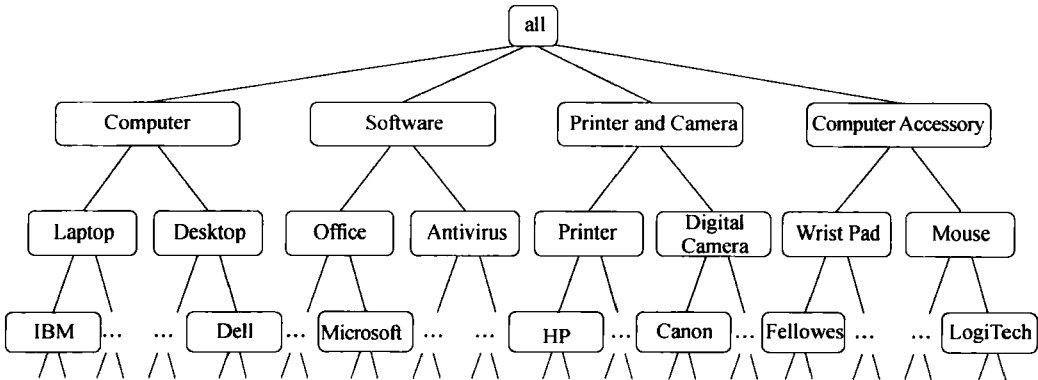 all
Computer
Software
Printer and Camera
Computer Accessory
Laptop
Desktop
Office
Antivirus
Printer
Digital
Camera
Wrist Pad
Mouse
IBM
...
...
Dell
...
Microsoft
...
...
HP
...
Canon
...
Fellowes
...
...
LogiTech